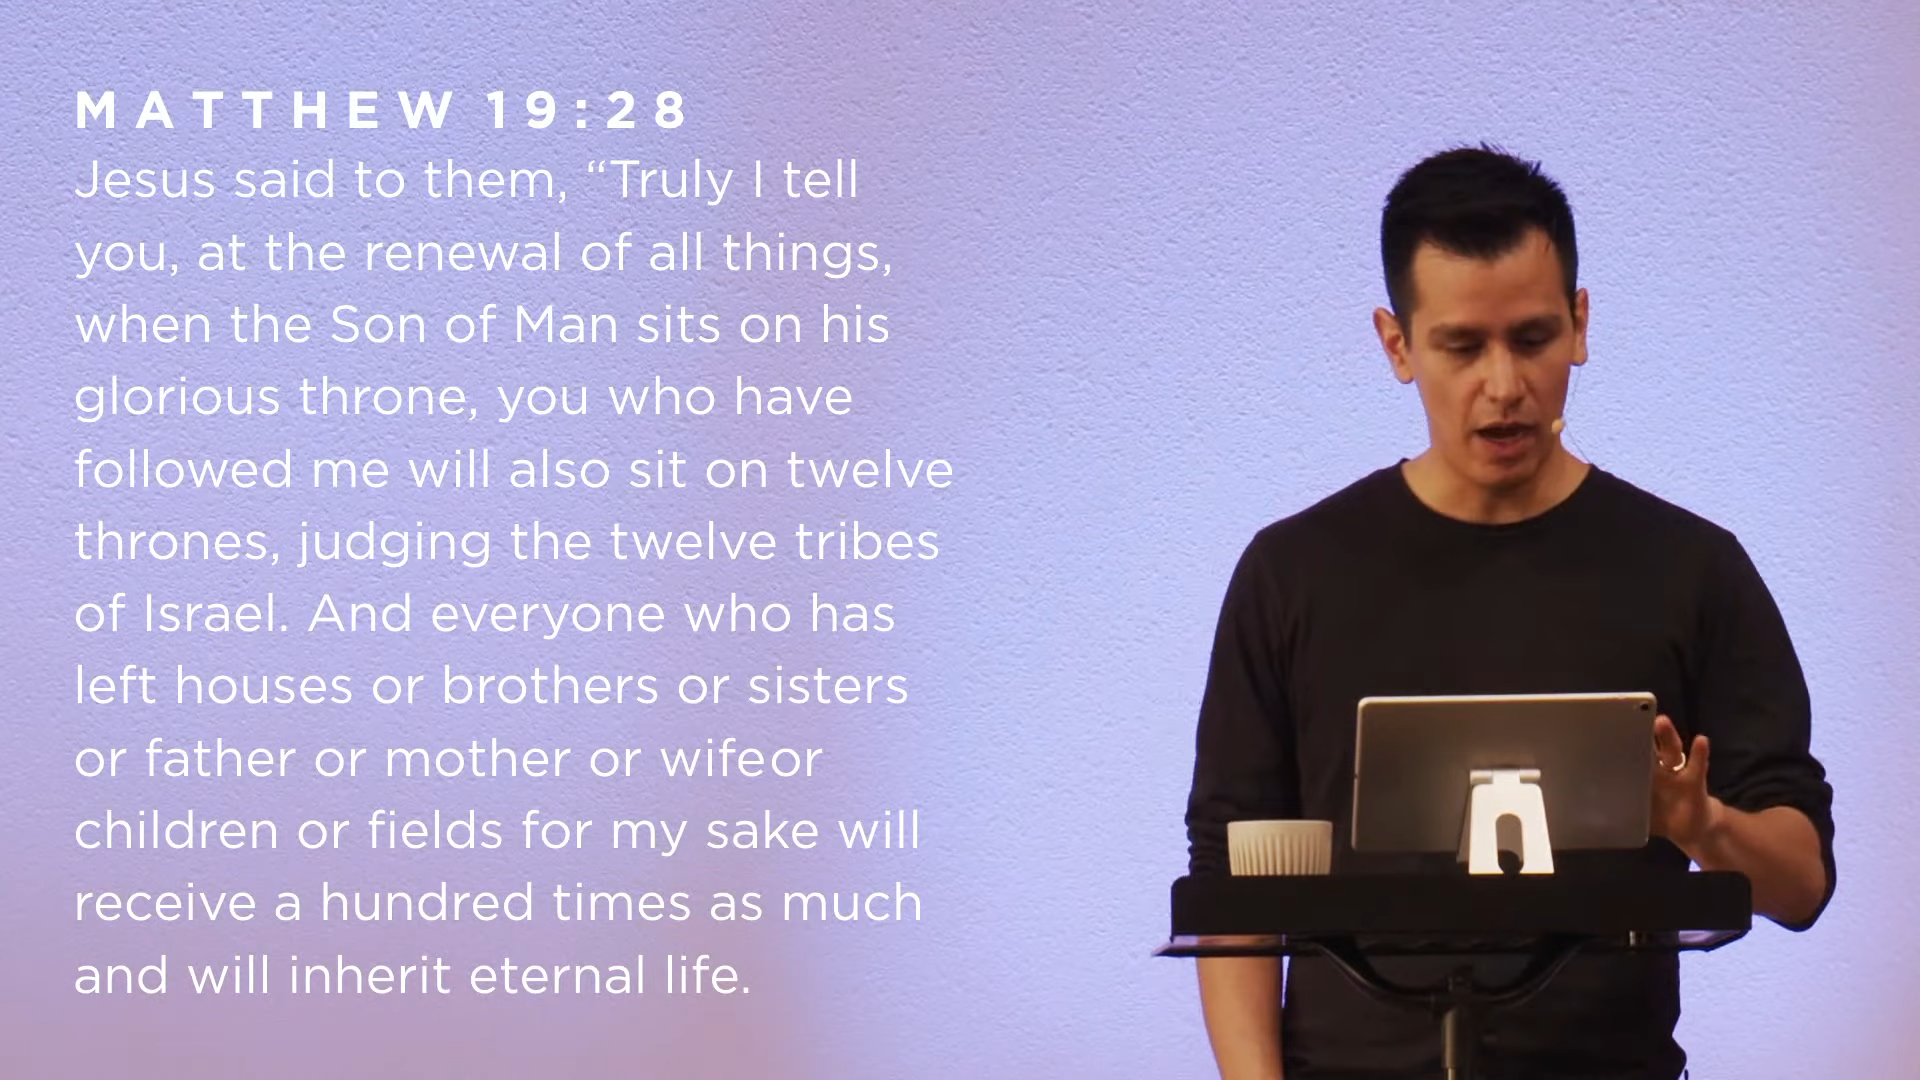 MATTHEW 19:28
Jesus said to them, “Truly I tell
you, at the renewal of all things,
when the Son of Man sits on his
glorious throne, you who have
followed me will also sit on twelve
thrones, judging the twelve tribes
of Israel. And everyone who has
left houses or brothers or sisters
or father or mother or wifeor
children or fields for my sake will
receive a hundred times as much
and will inherit eternal life.